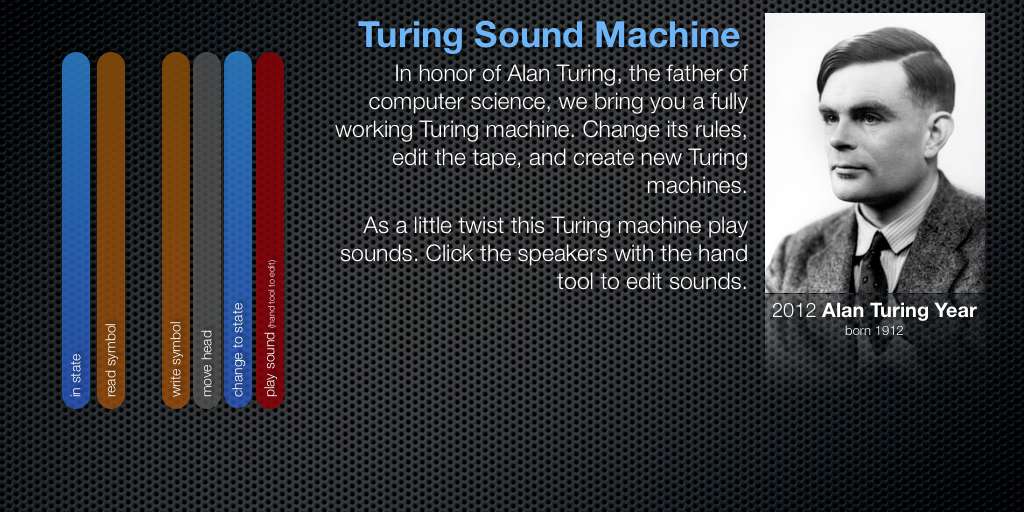 Turing Sound Machine
In honor of Alan Turing, the father of
computer science, we bring you a fully
working Turing machine. Change its rules,
edit the tape, and create new Turing
machines.
As a little twist this Turing machine play
sounds. Click the speakers with the hand
tool to edit sounds.
2012 Alan Turing Year
born 1912
in state
read symbol
write symbol
move head
change to state
play sound (hand tool to edit)